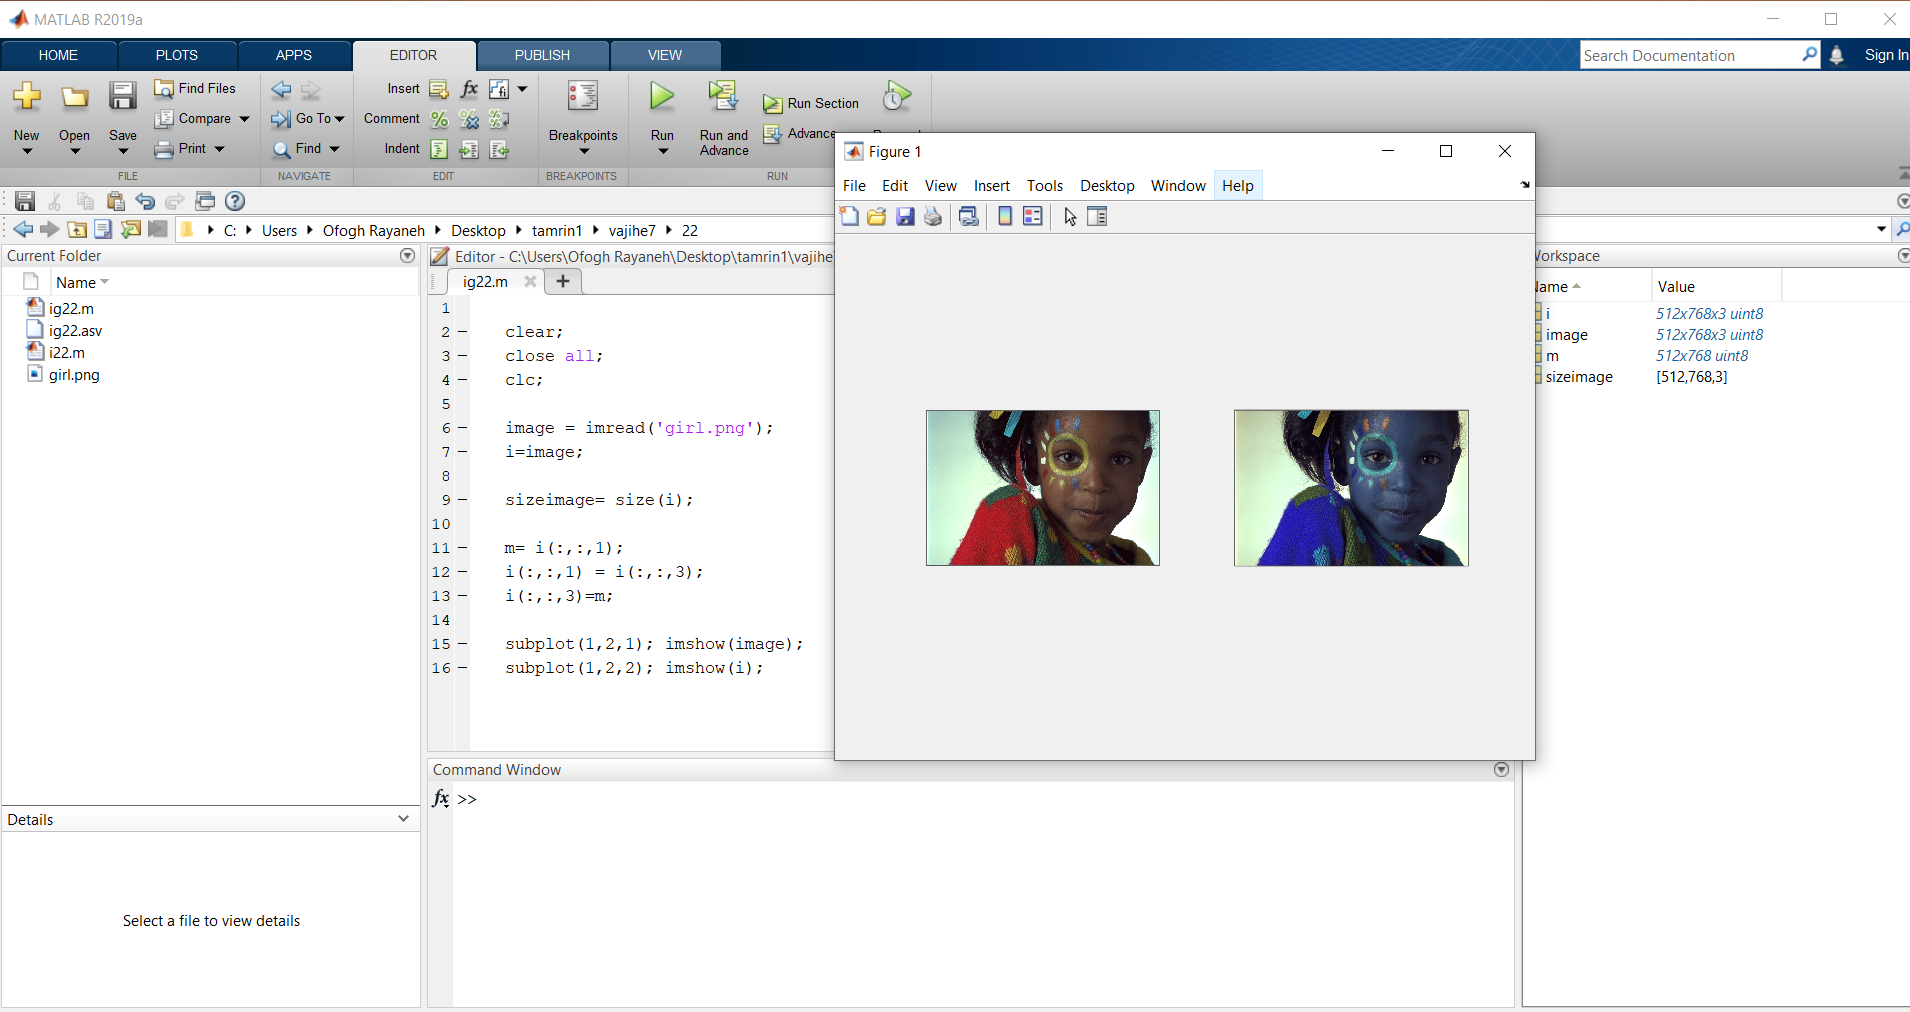 MATLAB R2019a
HOME PLOTS APPS EDITOR PUBLISH VIEW
Search Documentation
Sign In
New
Open
Save
Find Files
Compare
Print
FILE
Go To
Find
NAVIGATE
Insert
Comment
Indent
EDIT
Breakpoints
BREAKPOINTS
Run
Run and
Advance
Run Section
Advance
RUN
C: Users Ofogh Rayaneh Desktop tamrin1 vajihe7 22
Current Folder
Name
ig22.m
ig22.asv
i22.m
girl.png
Details
Select a file to view details
Editor - C:\Users\Ofogh Rayaneh\Desktop\tamrin1\vajihe
ig22.m
1
2 clear;
3 close all;
4 clc;
5
6 image = imread('girl.png');
7 i=image;
8
9 sizeimage= size(i);
10
11 m= i(:,:,1);
12 i(:,:,1) = i(:,:,3);
13 i(:,:,3)=m;
14
15 subplot(1,2,1); imshow(image);
16 subplot(1,2,2); imshow(i);
Command Window
fx >>
Figure 1
File Edit View Insert Tools Desktop Window Help
Workspace
Name Value
i 512x768x3 uint8
image 512x768x3 uint8
m 512x768 uint8
sizeimage [512,768,3]